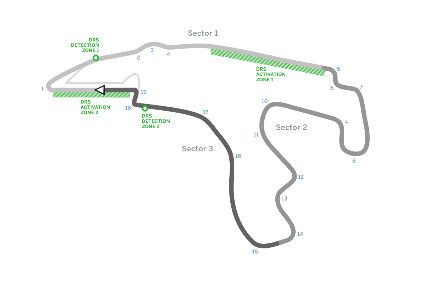 Sector 1
DRS
DETECTION
ZONE 1
3
2
4
5
DRS
ACTIVATION
ZONE 1
6
7
1
19
DRS
ACTIVATION
ZONE 2
18
DRS
DETECTION
ZONE 2
17
10
9
Sector 2
11
Sector 3
16
8
12
13
14
15